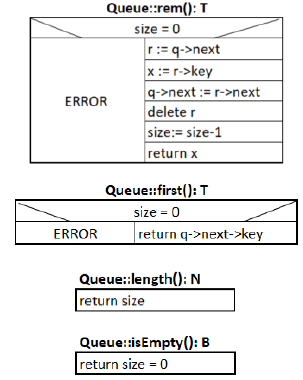 Queue::rem(): T
size = 0
ERROR
r := q->next
x := r->key
q->next := r->next
delete r
size:= size-1
return x
Queue::first(): T
size = 0
ERROR
return q->next->key
Queue::length(): N
return size
Queue::isEmpty(): B
return size = 0